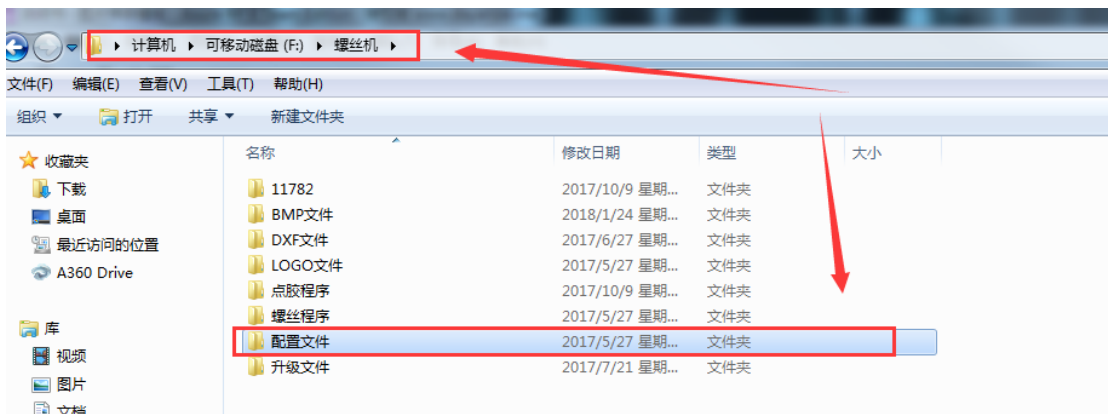 计算机 ▸ 可移动磁盘 (F:) ▸ 螺丝机 ▸
文件(F) 编辑(E) 查看(V) 工具(T) 帮助(H)
组织 ▼ 打开 共享 ▼ 新建文件夹
名称 修改日期 类型 大小
收藏夹
下载
桌面
最近访问的位置
A360 Drive
库
视频
图片
文档
11782 2017/10/9 星期... 文件夹
BMP文件 2018/1/24 星期... 文件夹
DXF文件 2017/6/27 星期... 文件夹
LOGO文件 2017/5/27 星期... 文件夹
点胶程序 2017/10/9 星期... 文件夹
螺丝程序 2017/5/27 星期... 文件夹
配置文件 2017/5/27 星期... 文件夹
升级文件 2017/7/21 星期... 文件夹